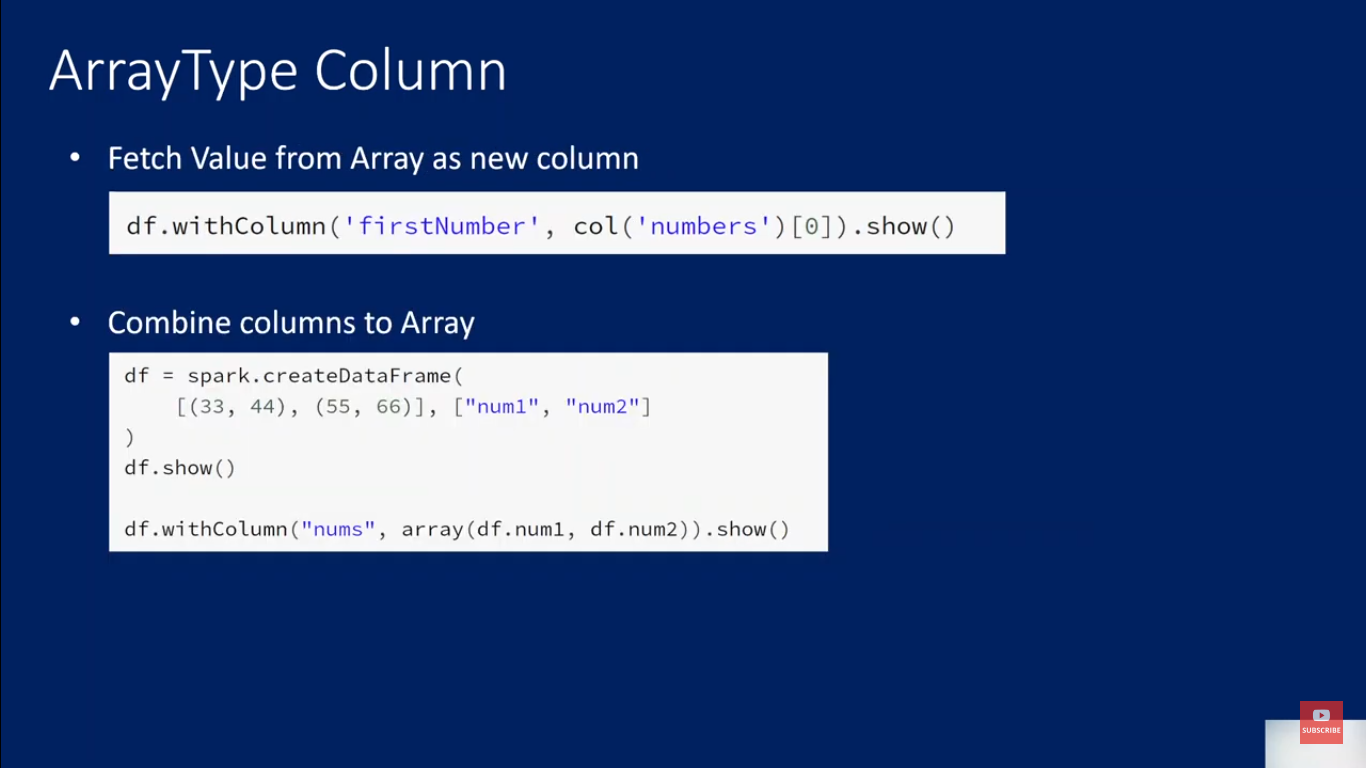 ArrayType Column
• Fetch Value from Array as new column
df.withColumn('firstNumber', col('numbers')[0]).show()
• Combine columns to Array
df = spark.createDataFrame(
    [(33, 44), (55, 66)], ["num1", "num2"]
)
df.show()
df.withColumn("nums", array(df.num1, df.num2)).show()
SUBSCRIBE